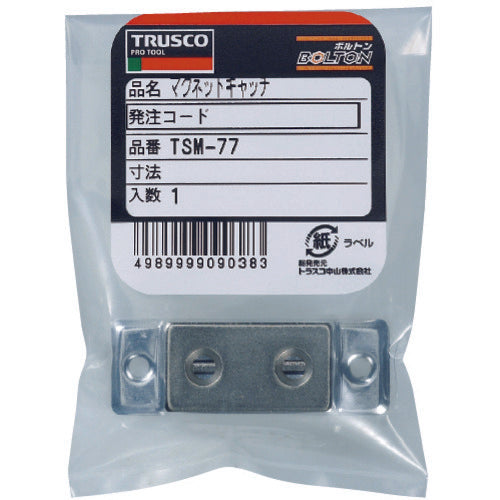 TRUSCO
PRO TOOL
ボルトン
BOLTON
品名 マグネットキャッチ
発注コード
品番 TSM-77
寸法
入数 1
4989999090383
紙 ラベル
総発売元
トラスコ中山株式会社